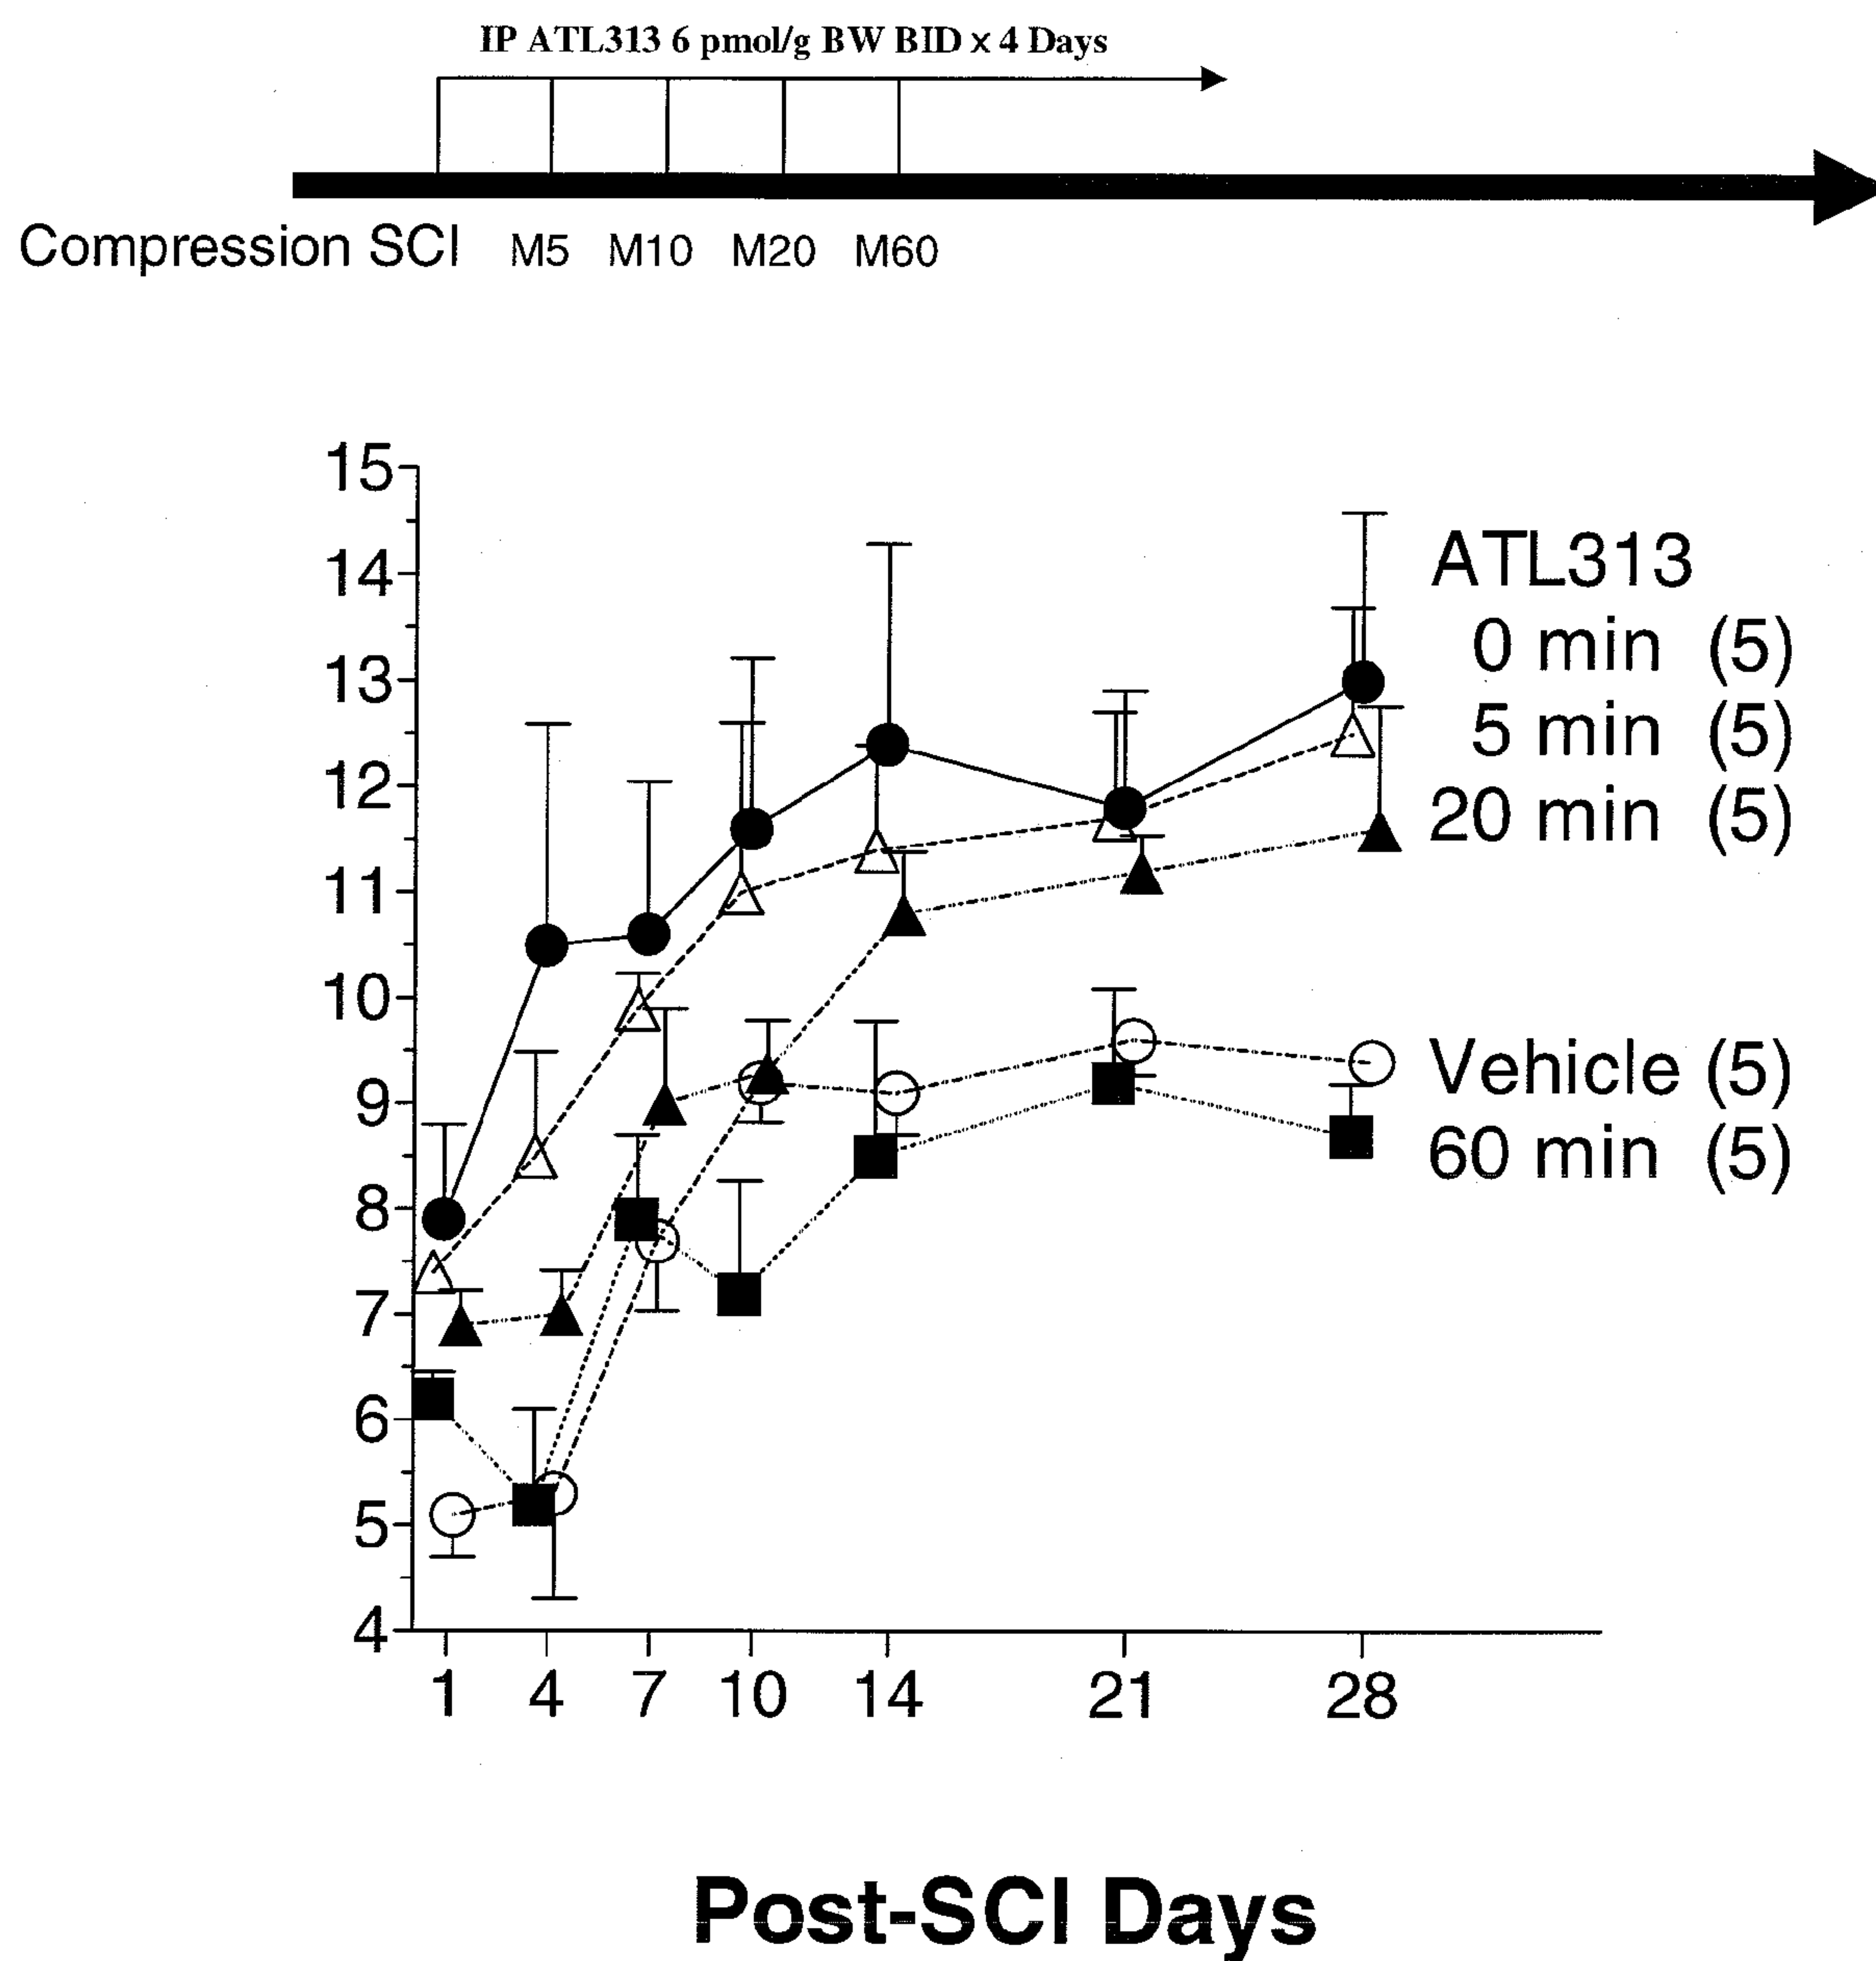 IP ATL313 6 pmol/g BW BID x 4 Days
Compression SCI M5 M10 M20 M60
15
14
13
12
11
10
9
8
7
6
5
4
ATL313
0 min (5)
5 min (5)
20 min (5)
Vehicle (5)
60 min (5)
1 4 7 10 14 21 28
Post-SCI Days